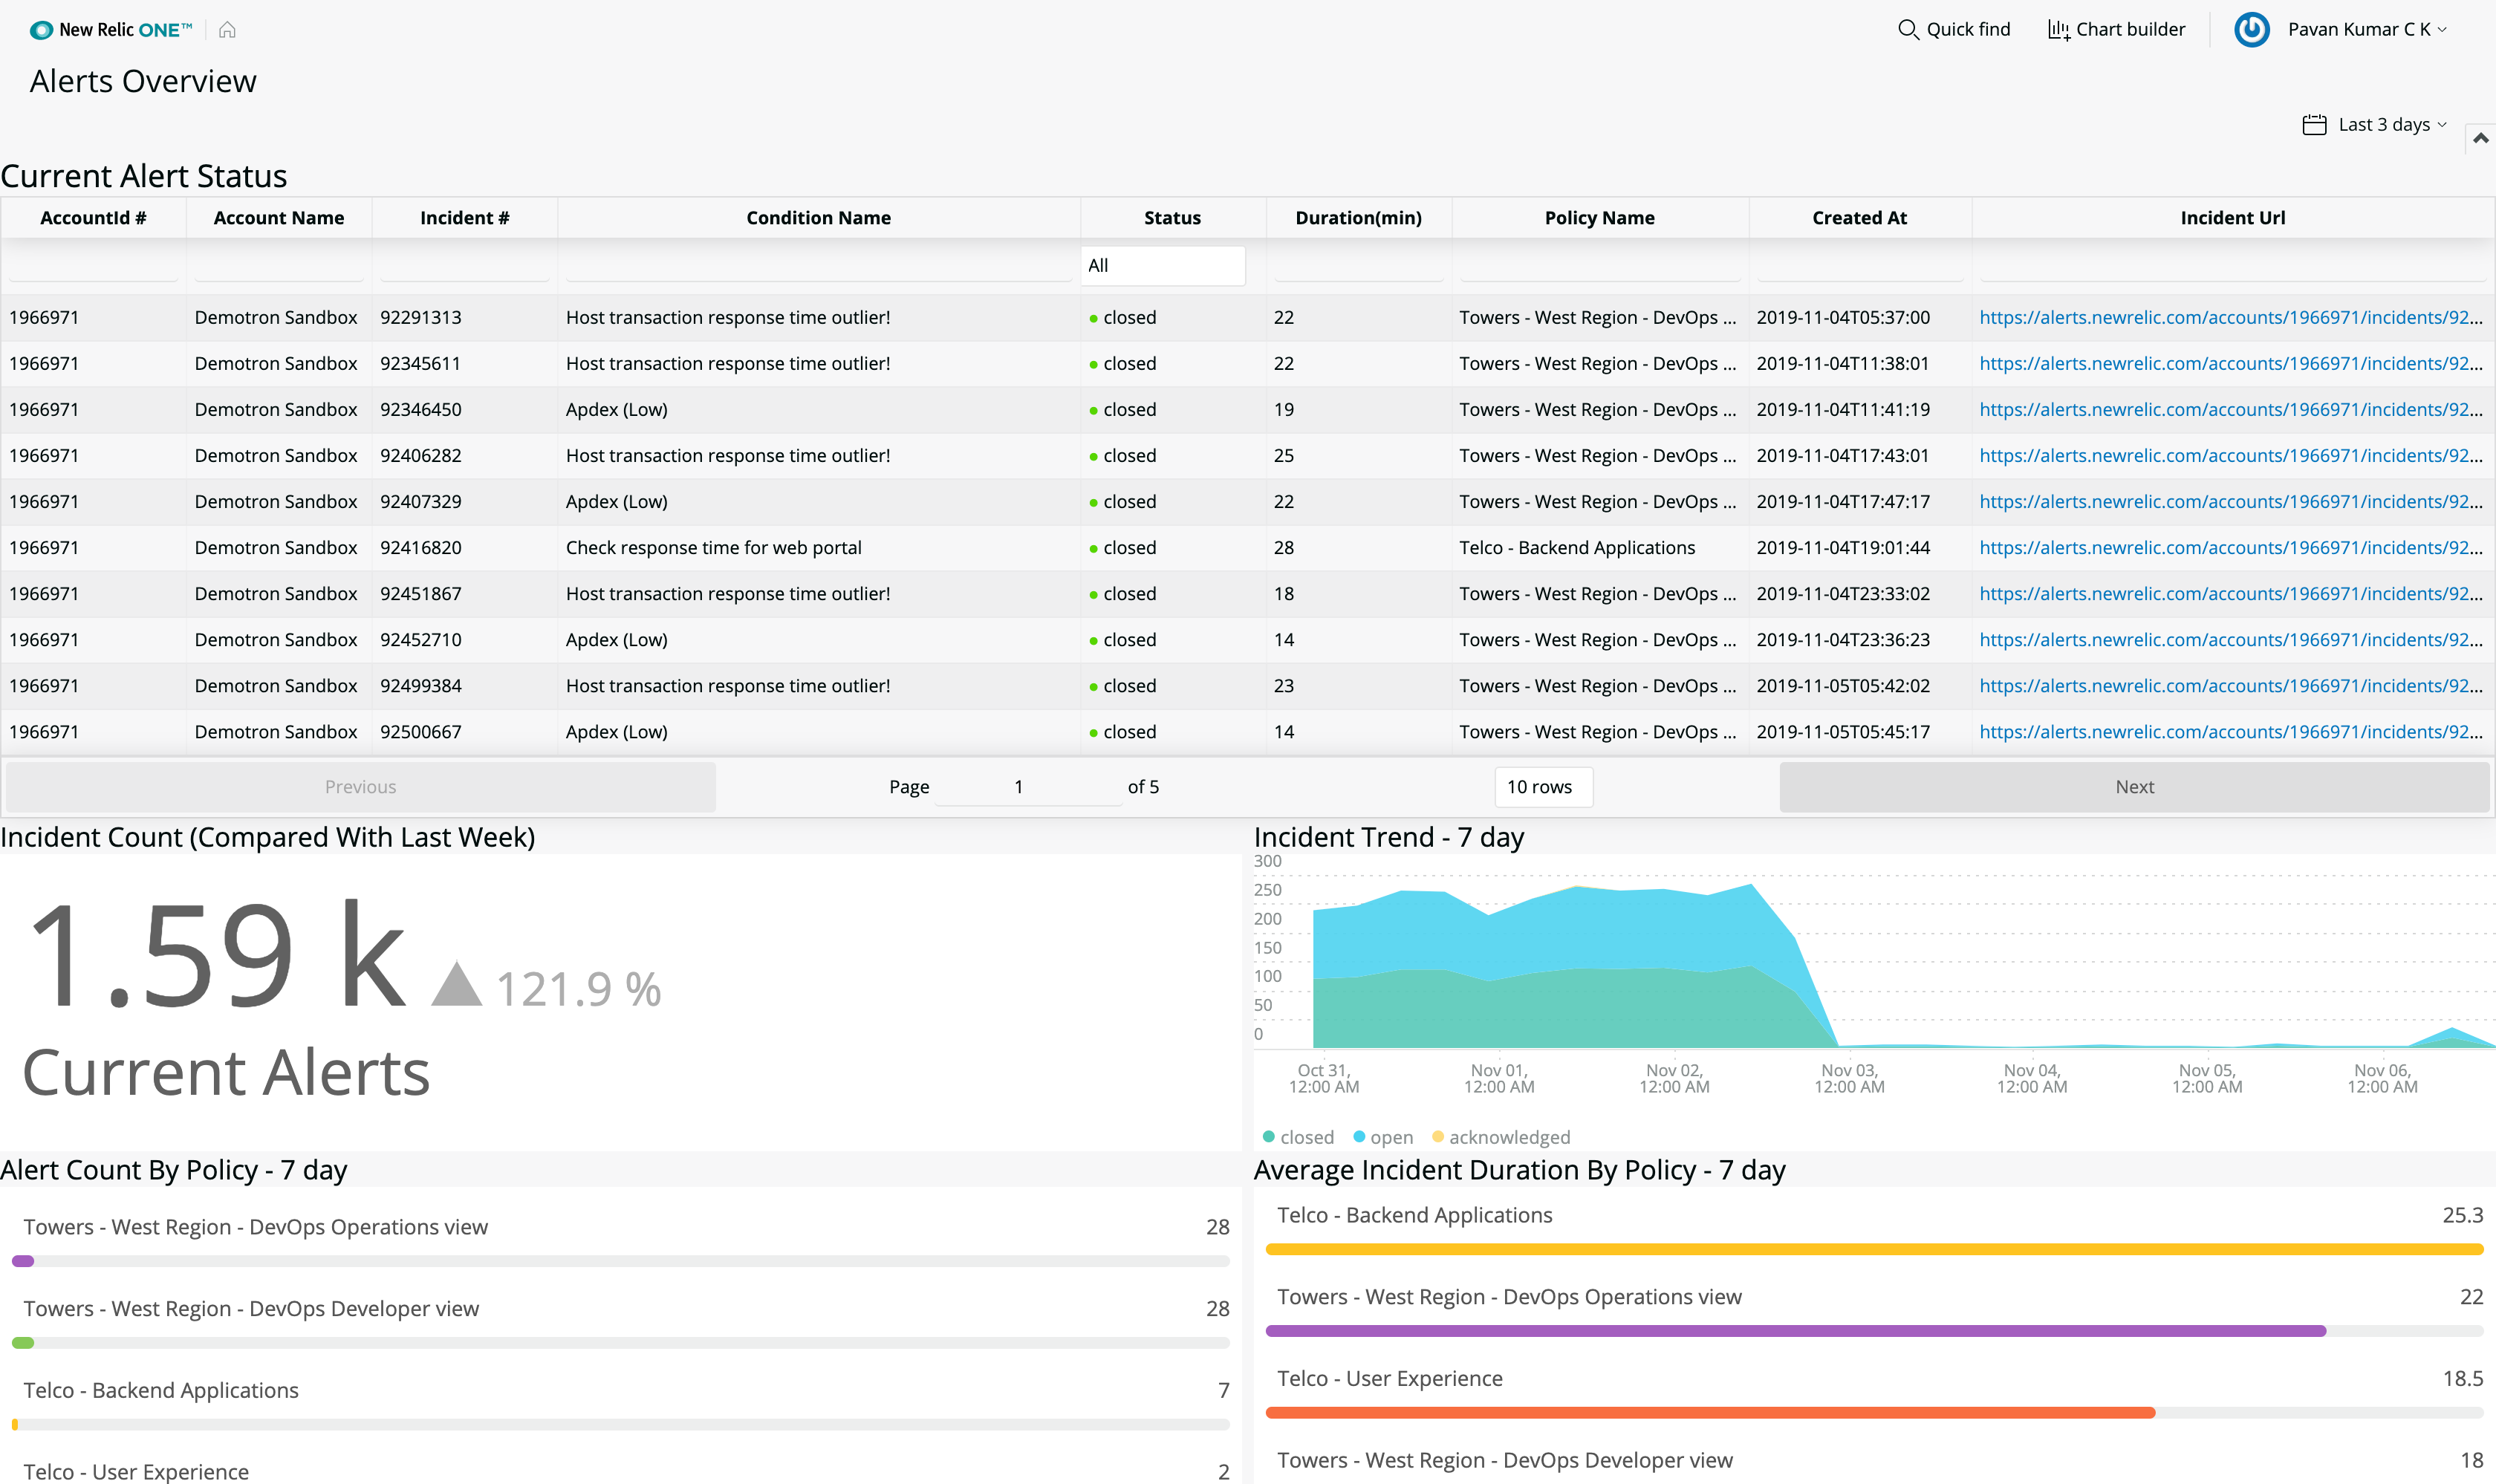 New Relic ONE™
Quick find
Chart builder
Pavan Kumar C K
Alerts Overview
Last 3 days
Current Alert Status
AccountId # Account Name Incident # Condition Name Status Duration(min) Policy Name Created At Incident Url
All
1966971 Demotron Sandbox 92291313 Host transaction response time outlier! closed 22 Towers - West Region - DevOps ... 2019-11-04T05:37:00 https://alerts.newrelic.com/accounts/1966971/incidents/92...
1966971 Demotron Sandbox 92345611 Host transaction response time outlier! closed 22 Towers - West Region - DevOps ... 2019-11-04T11:38:01 https://alerts.newrelic.com/accounts/1966971/incidents/92...
1966971 Demotron Sandbox 92346450 Apdex (Low) closed 19 Towers - West Region - DevOps ... 2019-11-04T11:41:19 https://alerts.newrelic.com/accounts/1966971/incidents/92...
1966971 Demotron Sandbox 92406282 Host transaction response time outlier! closed 25 Towers - West Region - DevOps ... 2019-11-04T17:43:01 https://alerts.newrelic.com/accounts/1966971/incidents/92...
1966971 Demotron Sandbox 92407329 Apdex (Low) closed 22 Towers - West Region - DevOps ... 2019-11-04T17:47:17 https://alerts.newrelic.com/accounts/1966971/incidents/92...
1966971 Demotron Sandbox 92416820 Check response time for web portal closed 28 Telco - Backend Applications 2019-11-04T19:01:44 https://alerts.newrelic.com/accounts/1966971/incidents/92...
1966971 Demotron Sandbox 92451867 Host transaction response time outlier! closed 18 Towers - West Region - DevOps ... 2019-11-04T23:33:02 https://alerts.newrelic.com/accounts/1966971/incidents/92...
1966971 Demotron Sandbox 92452710 Apdex (Low) closed 14 Towers - West Region - DevOps ... 2019-11-04T23:36:23 https://alerts.newrelic.com/accounts/1966971/incidents/92...
1966971 Demotron Sandbox 92499384 Host transaction response time outlier! closed 23 Towers - West Region - DevOps ... 2019-11-05T05:42:02 https://alerts.newrelic.com/accounts/1966971/incidents/92...
1966971 Demotron Sandbox 92500667 Apdex (Low) closed 14 Towers - West Region - DevOps ... 2019-11-05T05:45:17 https://alerts.newrelic.com/accounts/1966971/incidents/92...
Previous Page 1 of 5 10 rows Next
Incident Count (Compared With Last Week)
1.59 k 121.9 %
Current Alerts
Incident Trend - 7 day
300
250
200
150
100
50
0
Oct 31, Nov 01, Nov 02, Nov 03, Nov 04, Nov 05, Nov 06,
12:00 AM 12:00 AM 12:00 AM 12:00 AM 12:00 AM 12:00 AM 12:00 AM
closed open acknowledged
Alert Count By Policy - 7 day
Towers - West Region - DevOps Operations view 28
Towers - West Region - DevOps Developer view 28
Telco - Backend Applications 7
Telco - User Experience 2
Average Incident Duration By Policy - 7 day
Telco - Backend Applications 25.3
Towers - West Region - DevOps Operations view 22
Telco - User Experience 18.5
Towers - West Region - DevOps Developer view 18